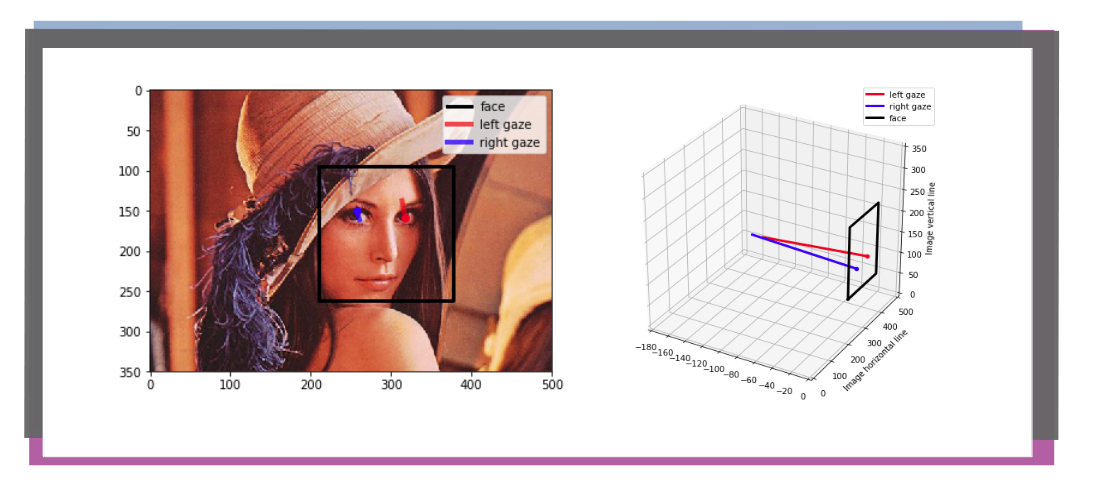 0
50
100
150
200
250
300
350
0 100 200 300 400 500
face
left gaze
right gaze
left gaze
right gaze
face
350
300
250
200
150
100
50
0
Image vertical line
500
400
300
200
100
0
Image horizontal line
−180 −160 −140 −120 −100 −80 −60 −40 −20 0